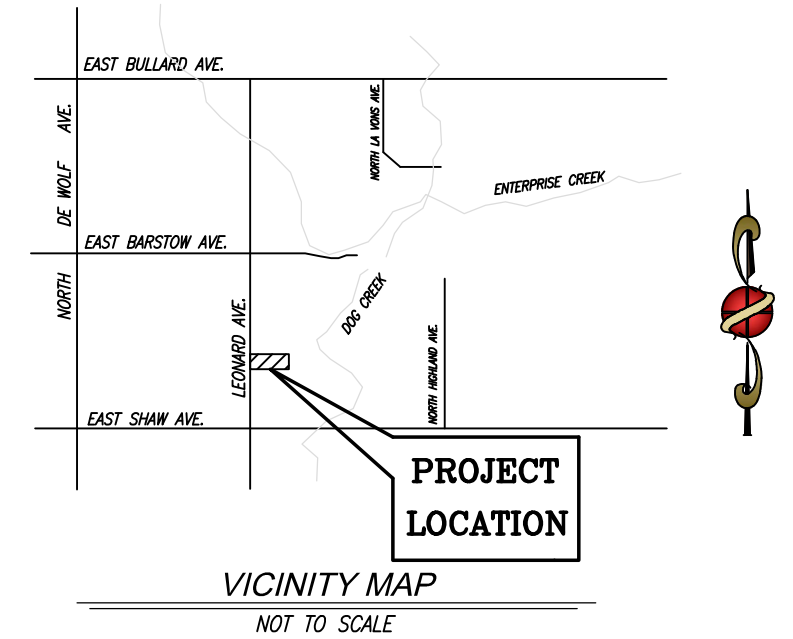 EAST BULLARD AVE.
NORTH DE WOLF AVE.
NORTH LA VONS AVE.
ENTERPRISE CREEK
EAST BARSTOW AVE.
LEONARD AVE.
DOG CREEK
NORTH HIGHLAND AVE.
EAST SHAW AVE.
PROJECT
LOCATION
VICINITY MAP
NOT TO SCALE